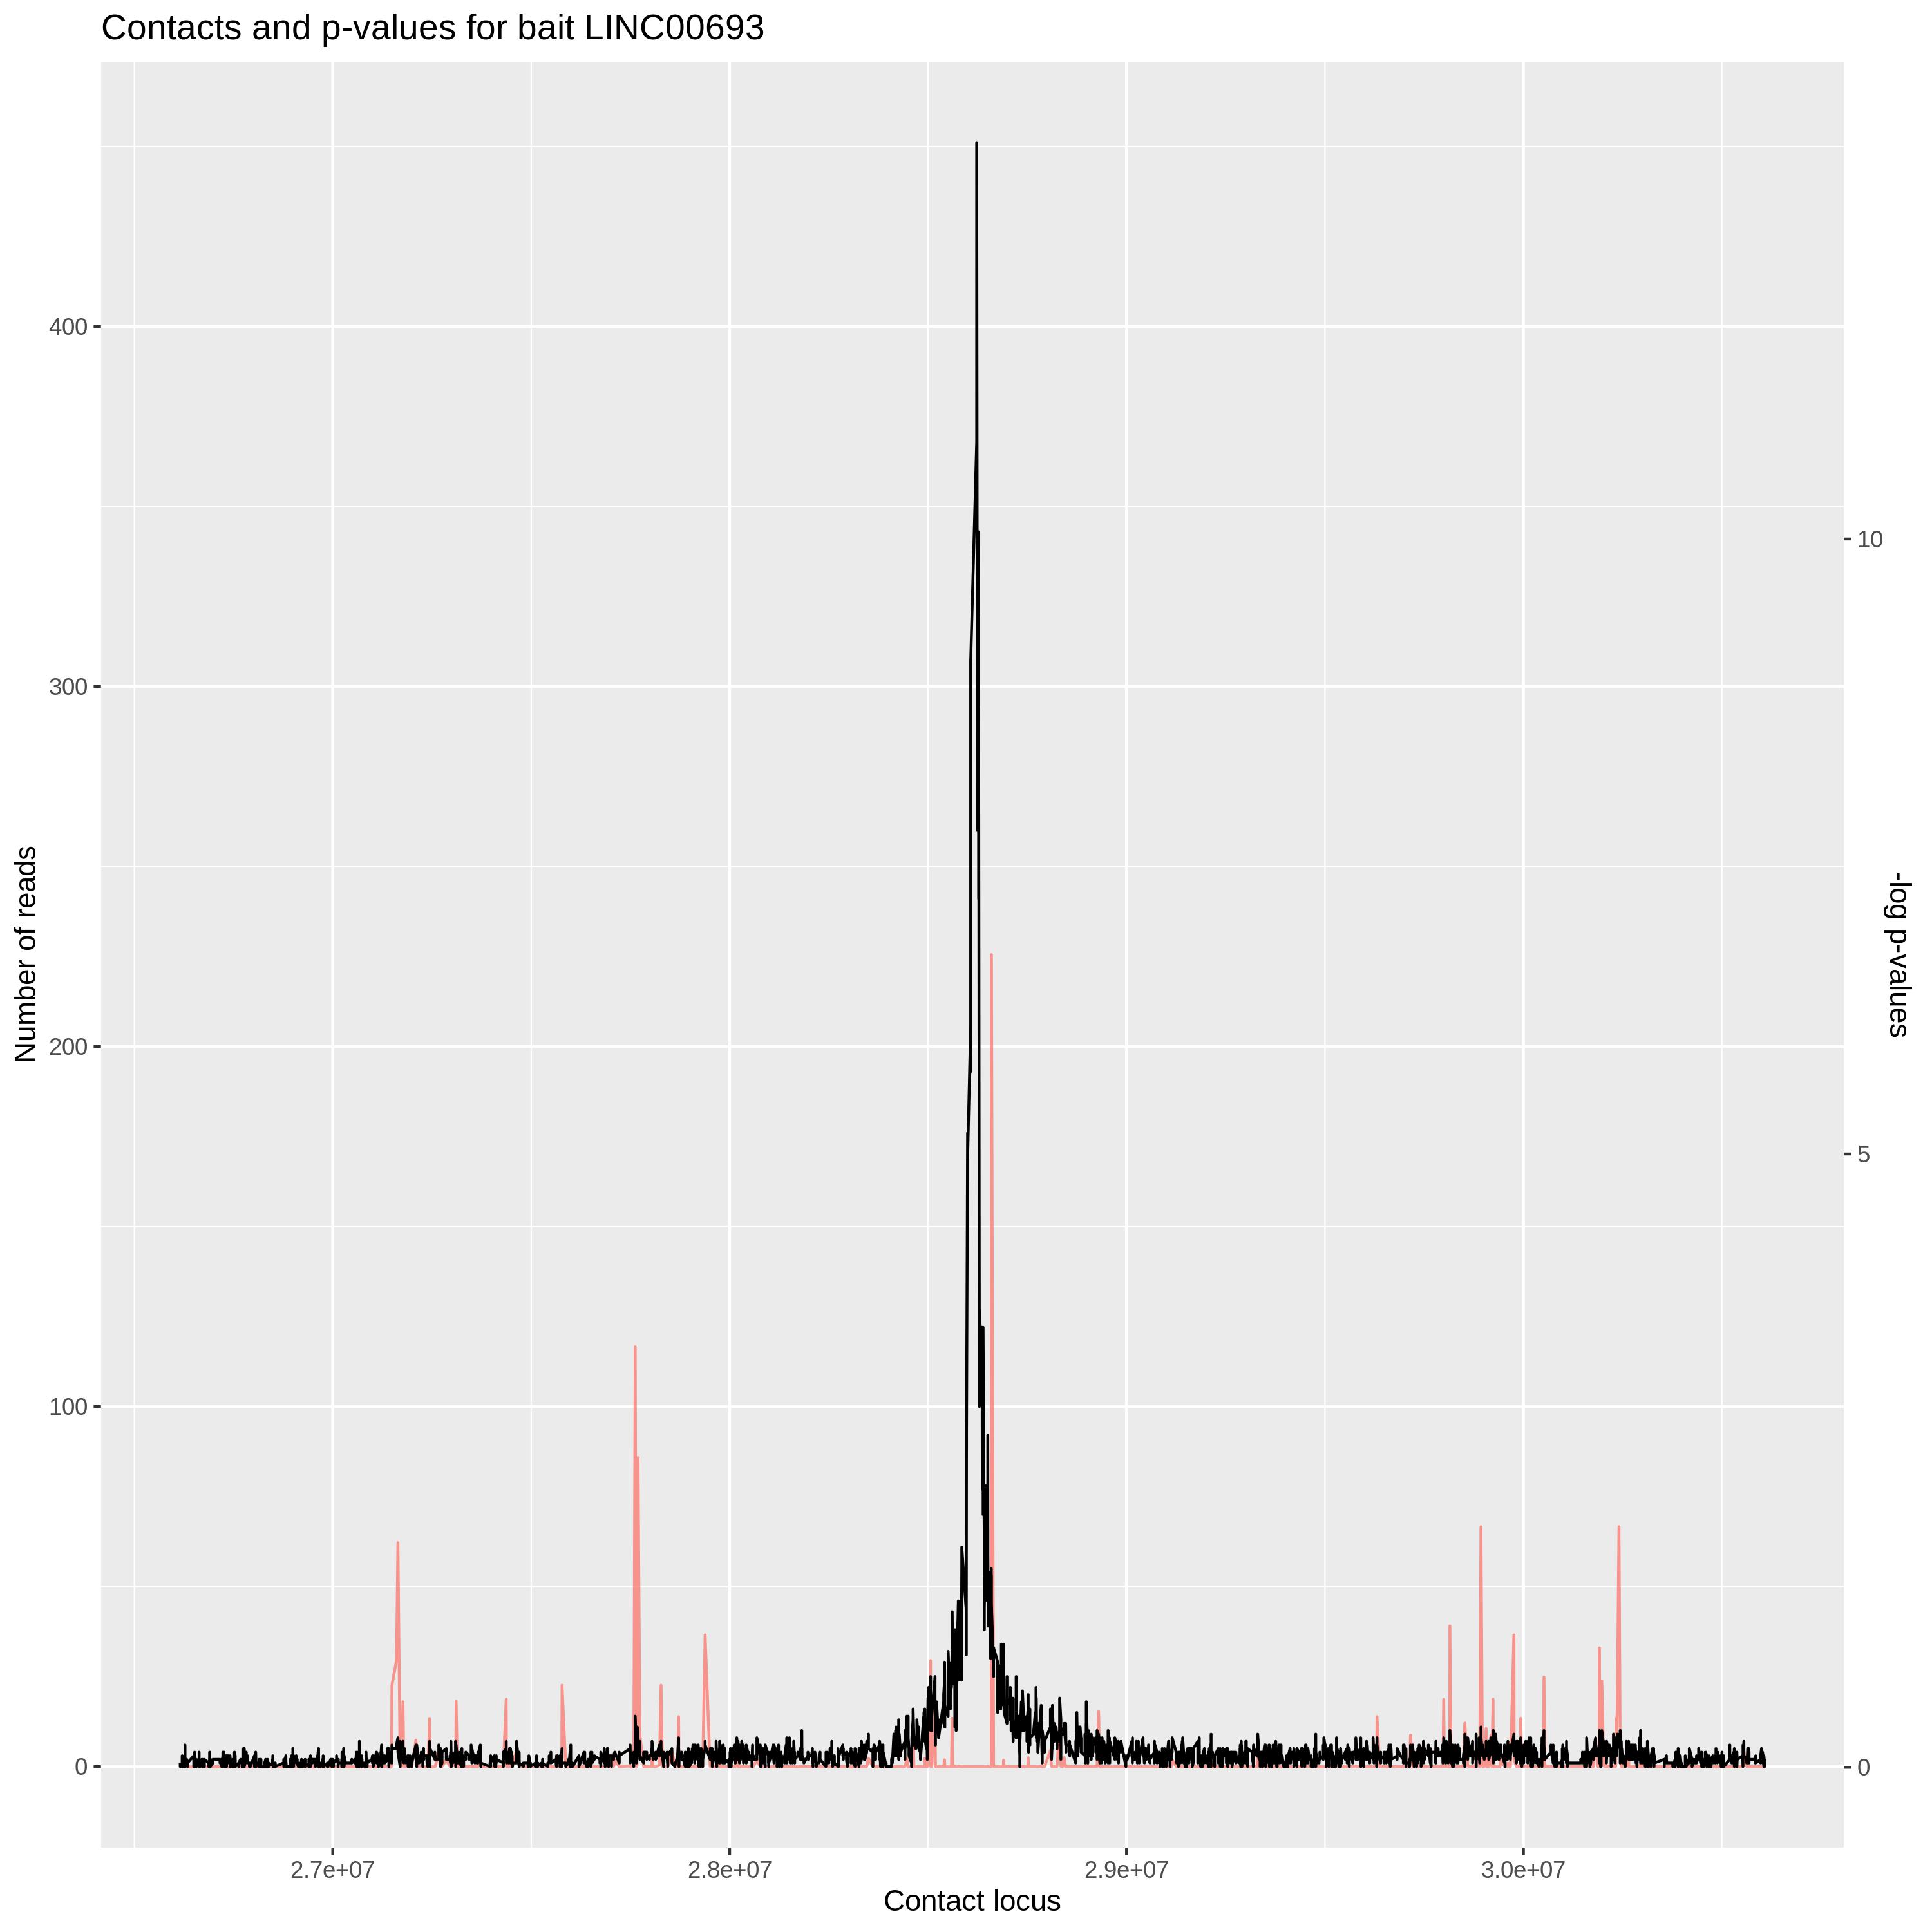 Contacts and p-values for bait LINC00693
400
300
200
100
0
Number of reads
10
5
0
-log p-values
2.7e+07
2.8e+07
2.9e+07
3.0e+07
Contact locus